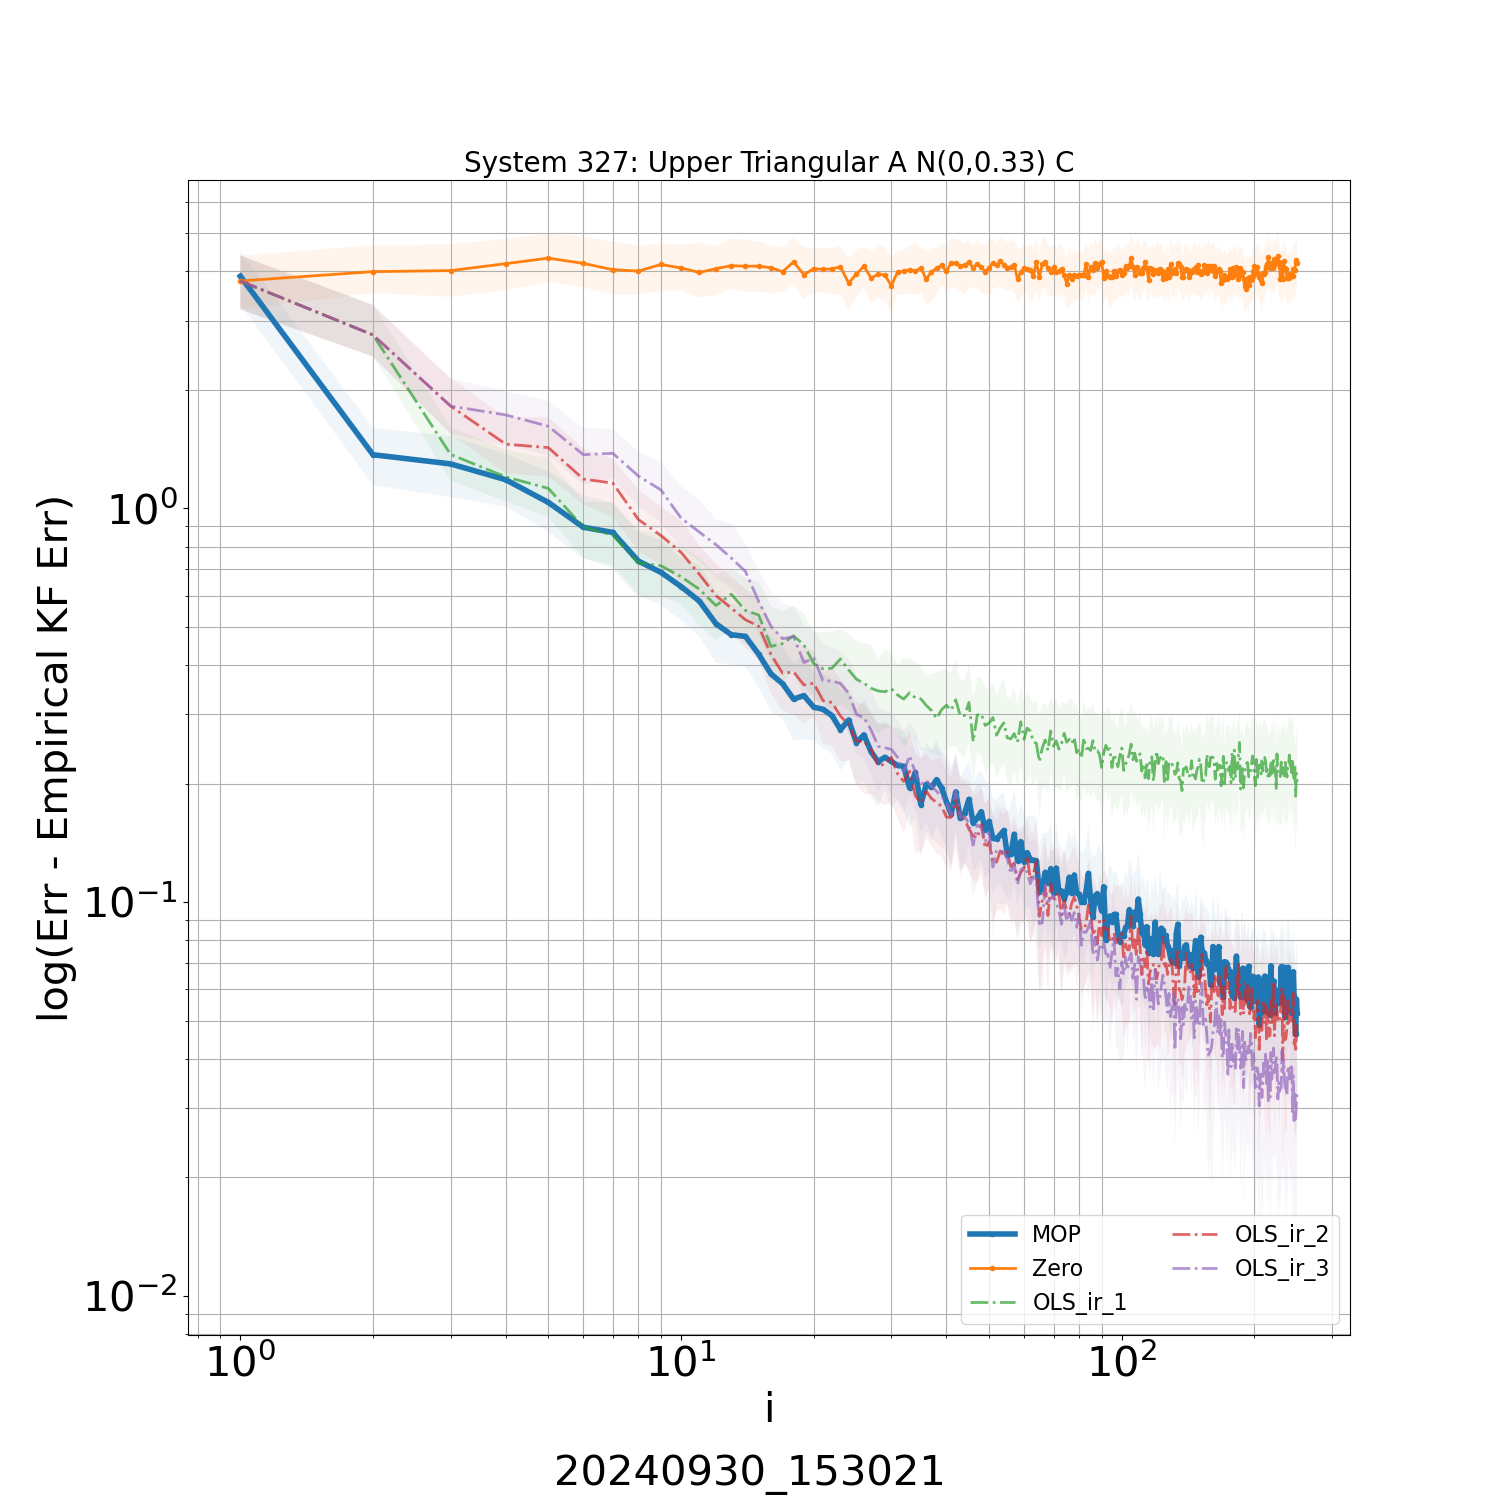 System 327: Upper Triangular A N(0,0.33) C
log(Err - Empirical KF Err)
10⁰
10⁻¹
10⁻²
10⁰ 10¹ 10²
i
MOP
Zero
OLS_ir_1
OLS_ir_2
OLS_ir_3
20240930_153021